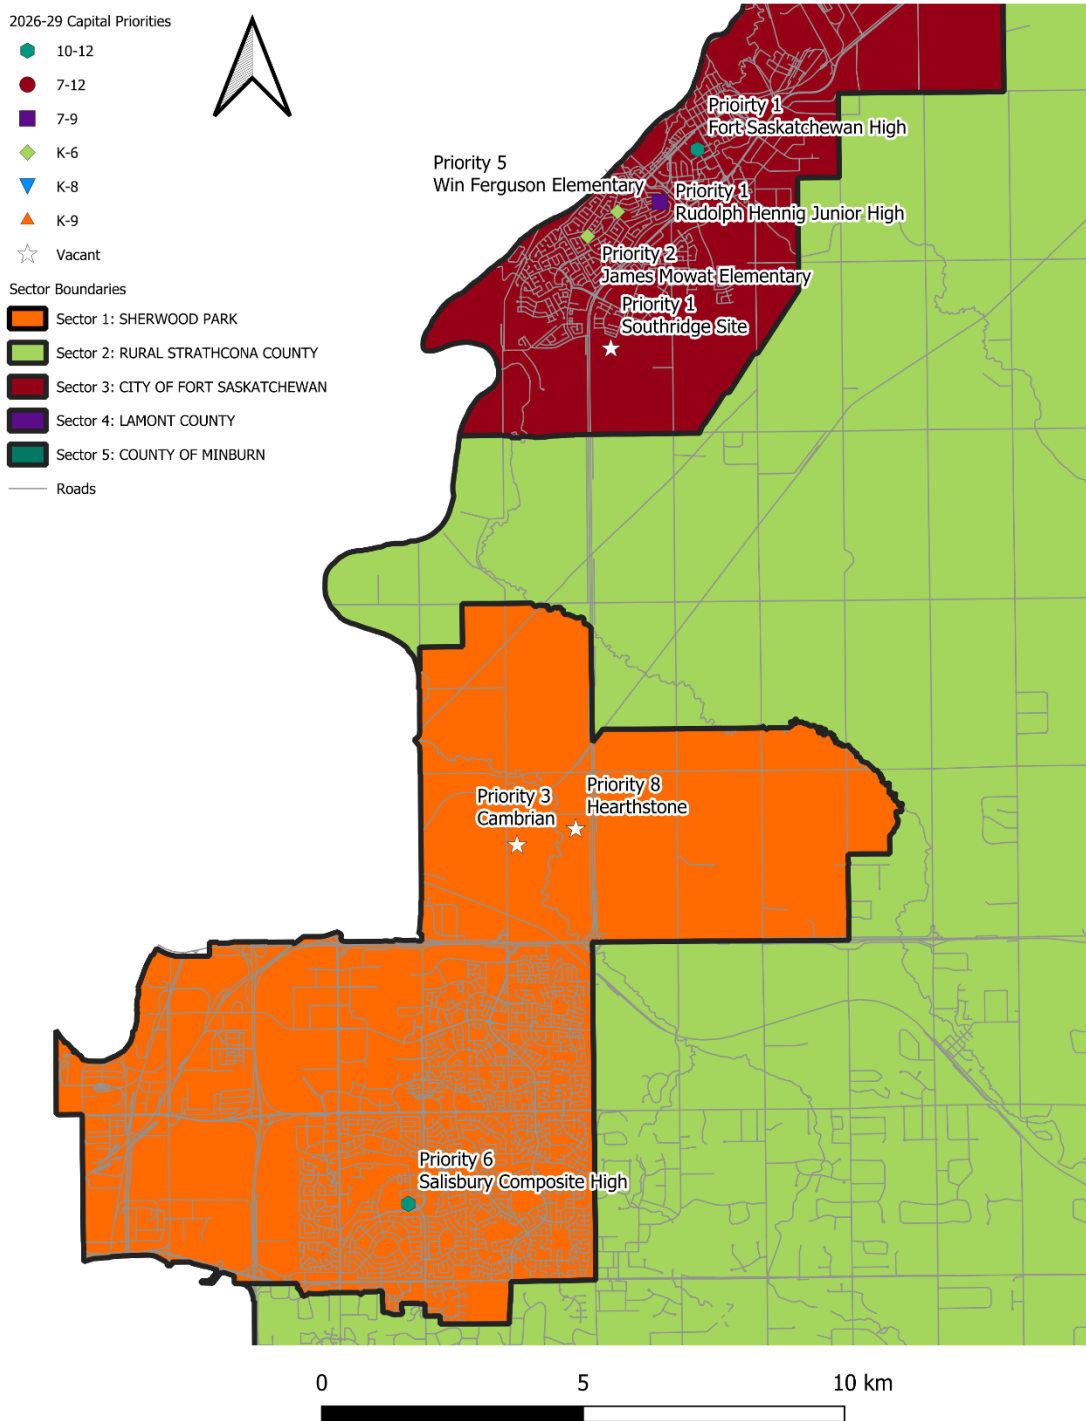 2026-29 Capital Priorities
10-12
7-12
7-9
K-6
K-8
K-9
Vacant
Sector Boundaries
Sector 1: SHERWOOD PARK
Sector 2: RURAL STRATHCONA COUNTY
Sector 3: CITY OF FORT SASKATCHEWAN
Sector 4: LAMONT COUNTY
Sector 5: COUNTY OF MINBURN
Roads
Prioirty 1
Fort Saskatchewan High
Priority 5
Win Ferguson Elementary
Priority 1
Rudolph Hennig Junior High
Priority 2
James Mowat Elementary
Priority 1
Southridge Site
Priority 8
Hearthstone
Priority 3
Cambrian
Priority 6
Salisbury Composite High
0 5 10 km